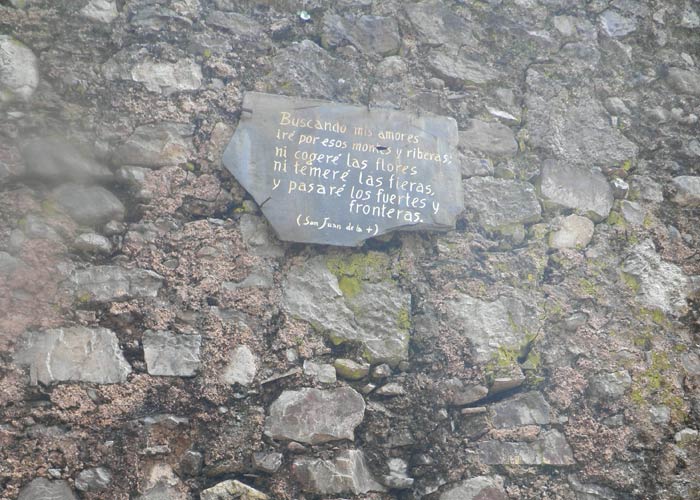 Buscando mis amores
iré por esos montes y riberas;
ni cogeré las flores
ni temeré las fieras,
y pasaré los fuertes y
fronteras.
(San Juan de la +)